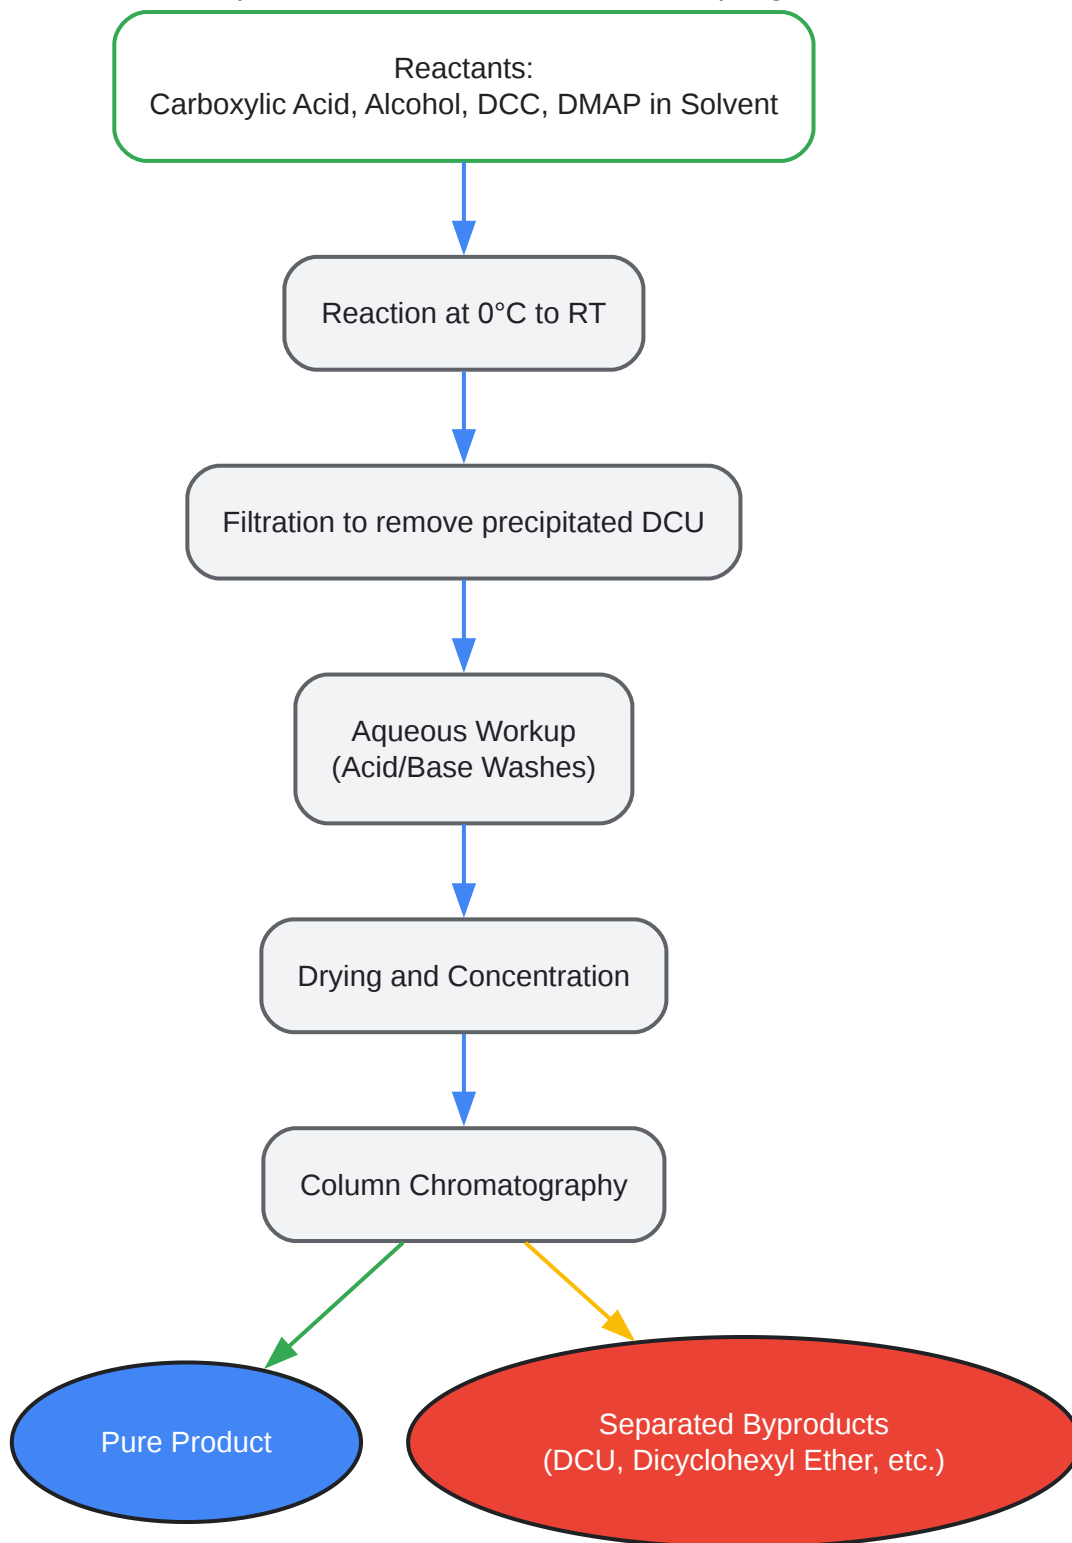 Reactants:
Carboxylic Acid, Alcohol, DCC, DMAP in Solvent
Reaction at 0°C to RT
Filtration to remove precipitated DCU
Aqueous Workup
(Acid/Base Washes)
Drying and Concentration
Column Chromatography
Pure Product
Separated Byproducts
(DCU, Dicyclohexyl Ether, etc.)